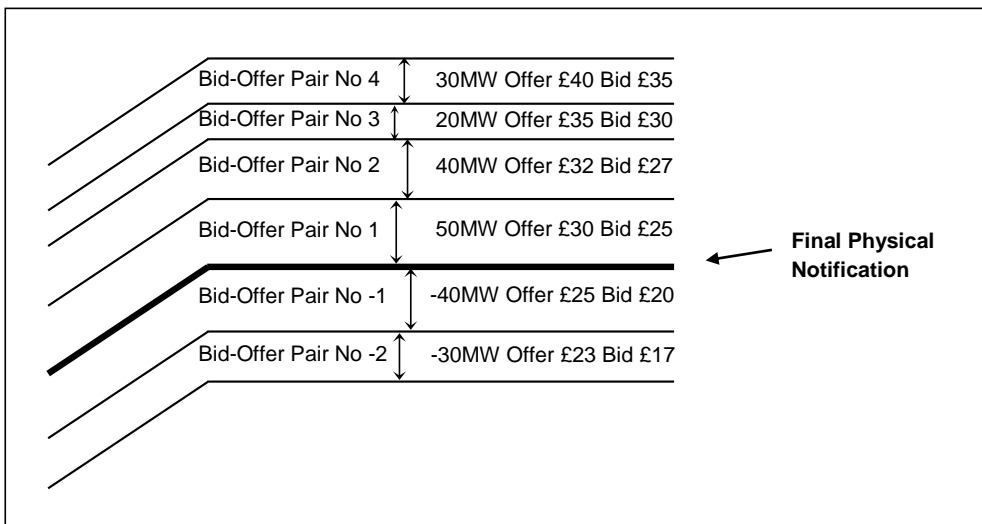 Bid-Offer Pair No 4 30MW Offer £40 Bid £35
Bid-Offer Pair No 3 20MW Offer £35 Bid £30
Bid-Offer Pair No 2 40MW Offer £32 Bid £27
Bid-Offer Pair No 1 50MW Offer £30 Bid £25
Final Physical
Notification
Bid-Offer Pair No -1 -40MW Offer £25 Bid £20
Bid-Offer Pair No -2 -30MW Offer £23 Bid £17